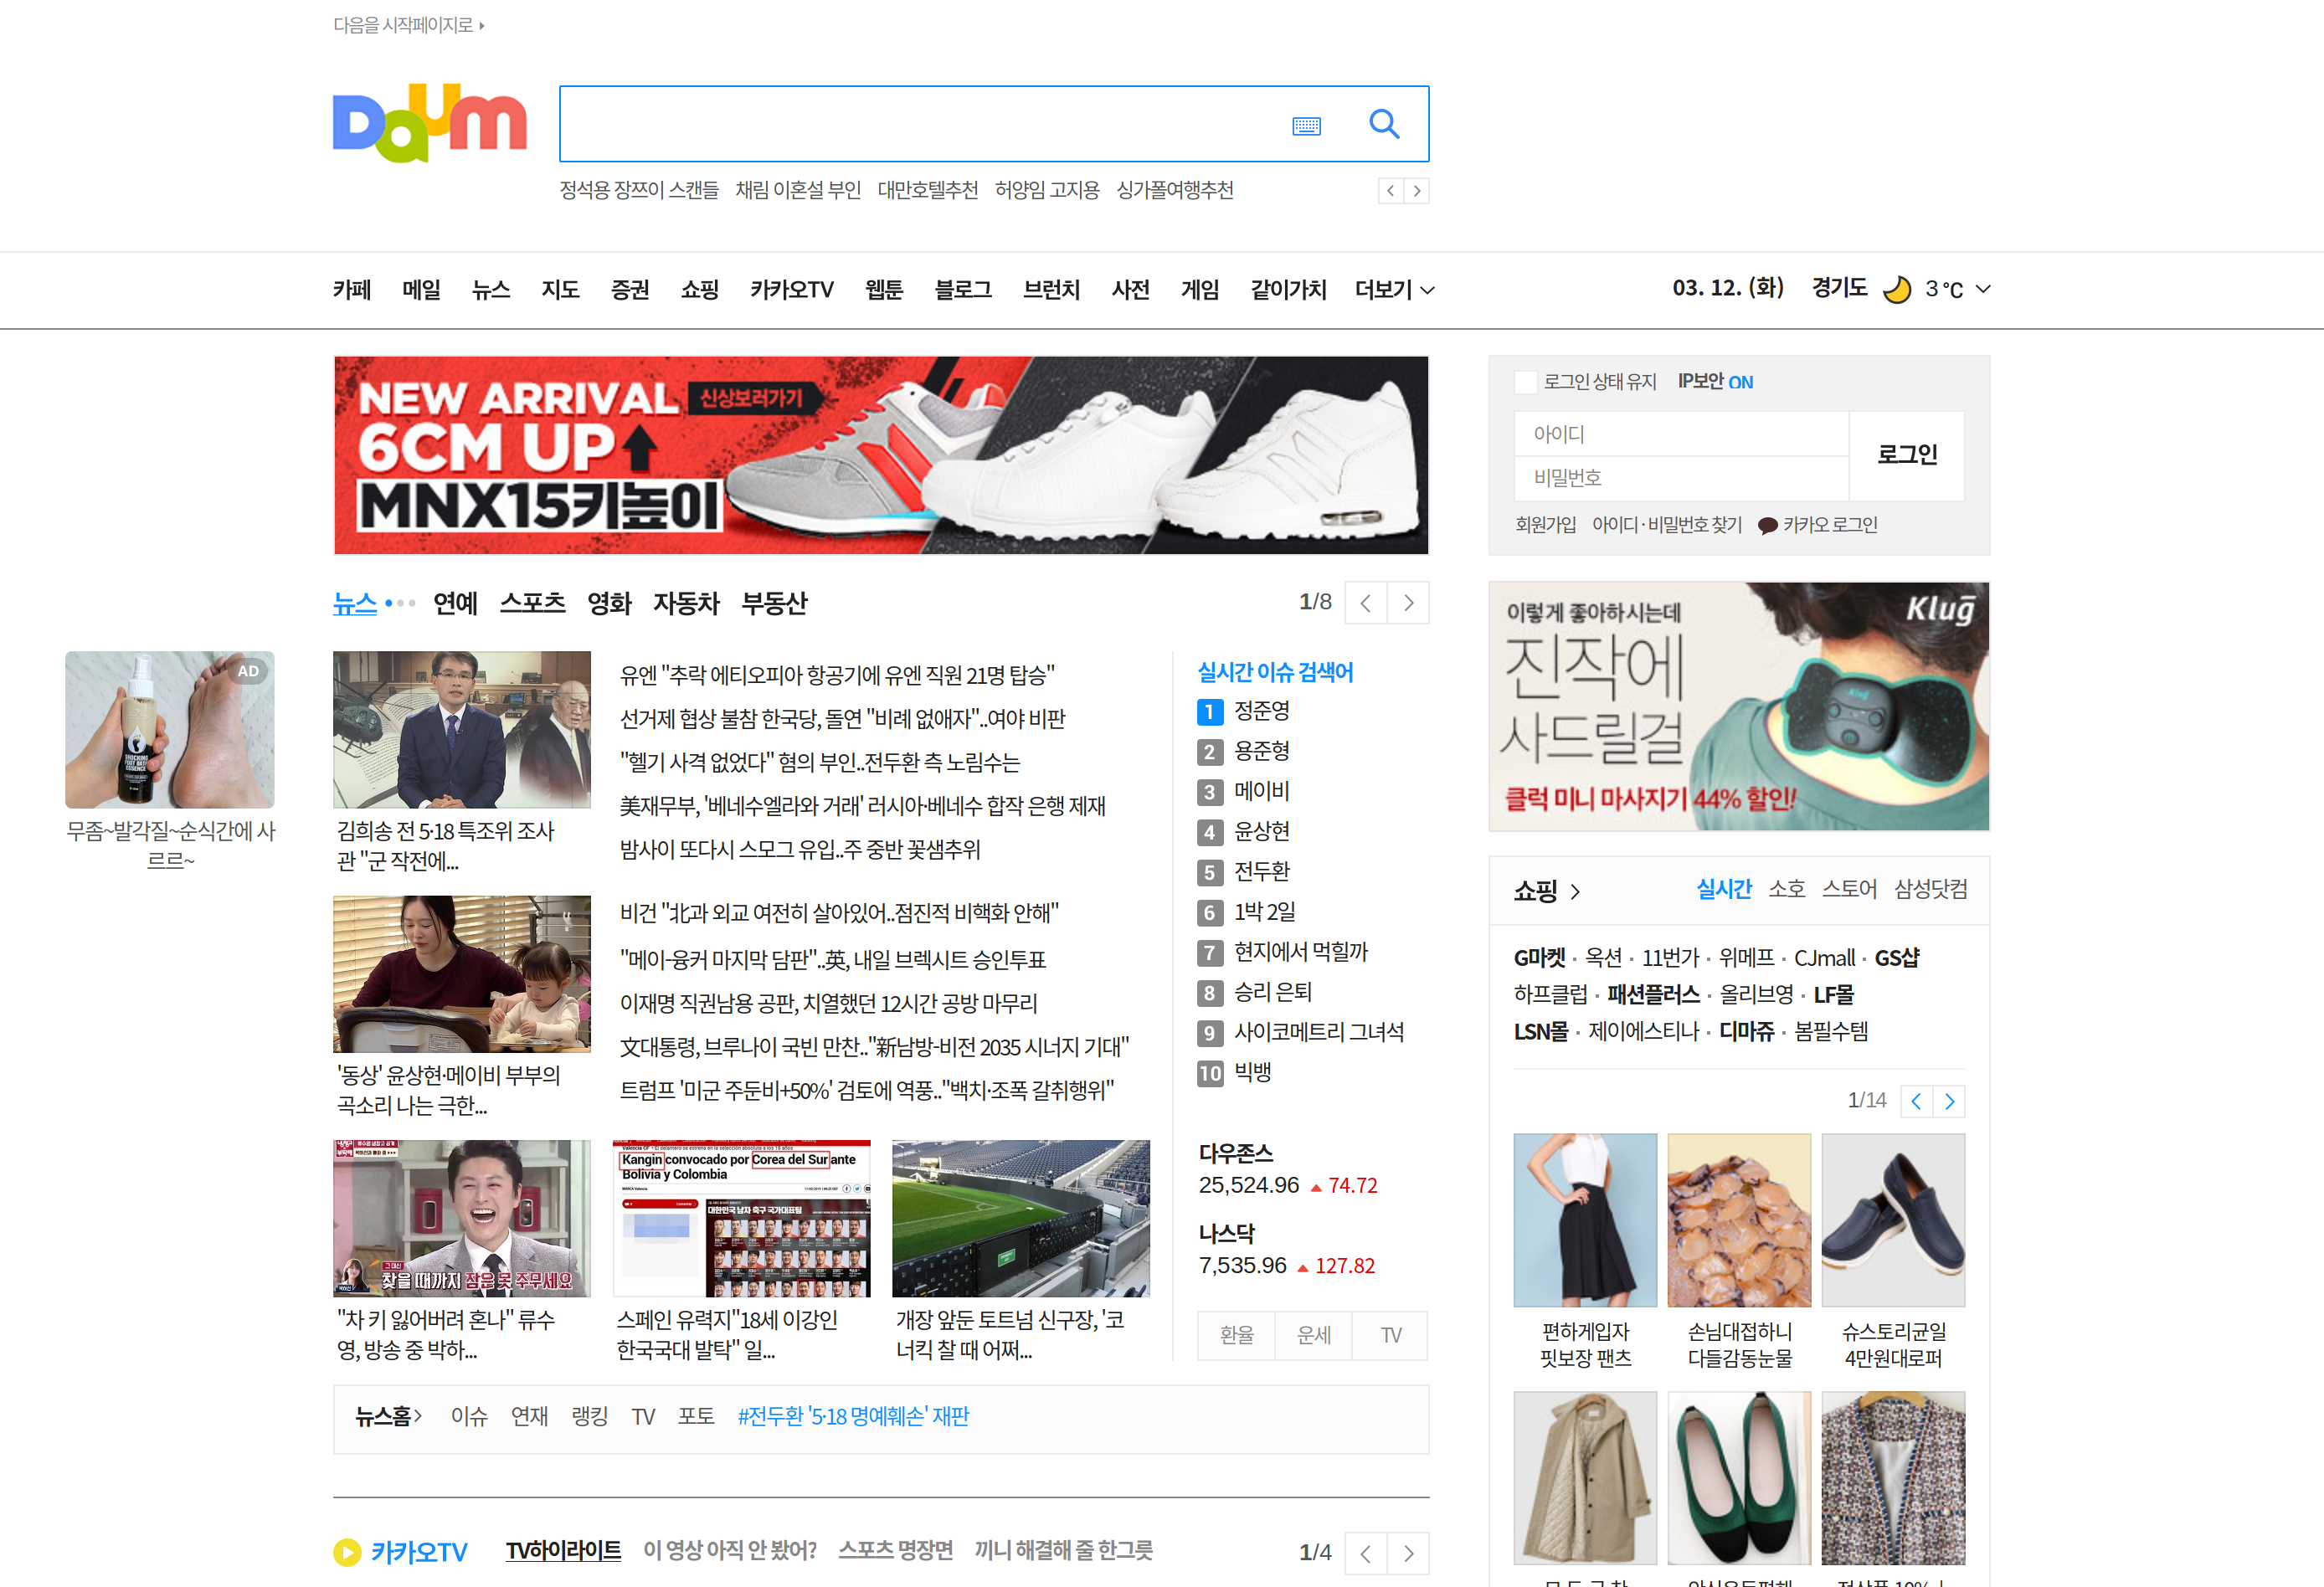 다음을 시작페이지로
Daum
정석용 장쯔이 스캔들 채림 이혼설 부인 대만호텔추천 허양임 고지용 싱가폴여행추천
카페 메일 뉴스 지도 증권 쇼핑 카카오TV 웹툰 블로그 브런치 사전 게임 같이가치 더보기
03. 12. (화) 경기도 3 °C
NEW ARRIVAL 신상보러가기
6CM UP
MNX15키높이
로그인 상태 유지 IP보안 ON
아이디
비밀번호
로그인
회원가입 아이디·비밀번호 찾기 카카오 로그인
뉴스 연예 스포츠 영화 자동차 부동산
1/8
AD
무좀~발각질~순식간에 사
르르~
김희송 전 5·18 특조위 조사
관 "군 작전에...
'동상' 윤상현·메이비 부부의
곡소리 나는 극한...
유엔 "추락 에티오피아 항공기에 유엔 직원 21명 탑승"
선거제 협상 불참 한국당, 돌연 "비례 없애자"..여야 비판
"헬기 사격 없었다" 혐의 부인..전두환 측 노림수는
美재무부, '베네수엘라와 거래' 러시아·베네수 합작 은행 제재
밤사이 또다시 스모그 유입..주 중반 꽃샘추위
비건 "北과 외교 여전히 살아있어..점진적 비핵화 안해"
"메이-융커 마지막 담판"..英, 내일 브렉시트 승인투표
이재명 직권남용 공판, 치열했던 12시간 공방 마무리
文대통령, 브루나이 국빈 만찬.."新남방-비전 2035 시너지 기대"
트럼프 '미군 주둔비+50%' 검토에 역풍.."백치·조폭 갈취행위"
그 대신
찾을 때까지 잠은 못 주무세요
"차 키 잃어버려 혼나" 류수
영, 방송 중 박하...
Kangin convocado por Corea del Sur ante
Bolivia y Colombia
대한민국 남자 축구 국가대표팀
스페인 유력지"18세 이강인
한국국대 발탁" 일...
개장 앞둔 토트넘 신구장, '코
너킥 찰 때 어쩌...
실시간 이슈 검색어
1 정준영
2 용준형
3 메이비
4 윤상현
5 전두환
6 1박 2일
7 현지에서 먹힐까
8 승리 은퇴
9 사이코메트리 그녀석
10 빅뱅
다우존스
25,524.96 74.72
나스닥
7,535.96 127.82
환율 운세 TV
뉴스홈 이슈 연재 랭킹 TV 포토 #전두환 '5·18 명예훼손' 재판
카카오TV TV하이라이트 이 영상 아직 안 봤어? 스포츠 명장면 끼니 해결해 줄 한그릇
1/4
이렇게 좋아하시는데
Klug
진작에
사드릴걸
클럭 미니 마사지기 44% 할인!
쇼핑 실시간 소호 스토어 삼성닷컴
G마켓 · 옥션 · 11번가 · 위메프 · CJmall · GS샵
하프클럽 · 패션플러스 · 올리브영 · LF몰
LSN몰 · 제이에스티나 · 디마쥬 · 봄필수템
1/14
편하게입자
핏보장 팬츠
손님대접하니
다들감동눈물
슈스토리균일
4만원대로퍼